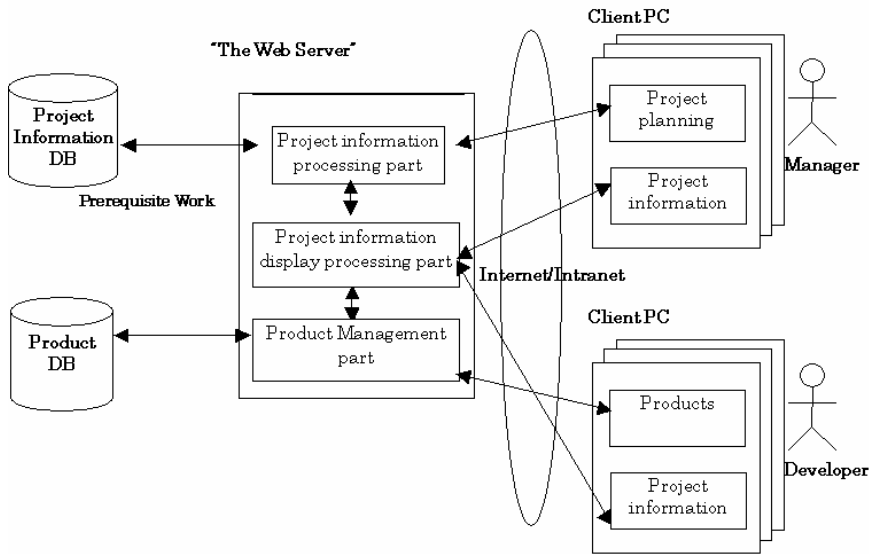 Client PC
"The Web Server"
Project
Information
DB
Project information
processing part
Project
planning
Manager
Prerequisite Work
Project
information
Project information
display processing part
Internet/Intranet
Product
DB
Product Management
part
Client PC
Products
Developer
Project
information